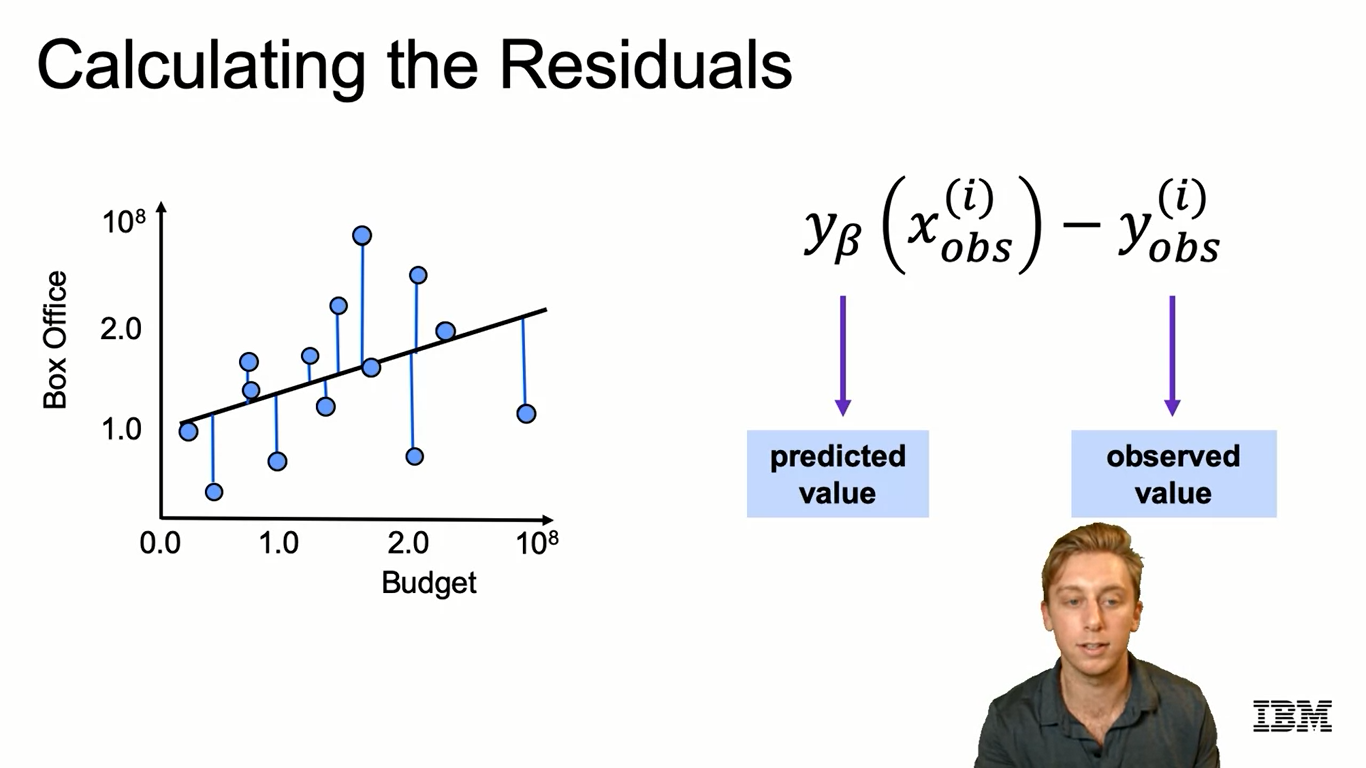 Calculating the Residuals
10⁸
2.0
1.0
Box Office
0.0 1.0 2.0 10⁸
Budget
y_β (x_obs^(i)) − y_obs^(i)
predicted
value
observed
value
IBM